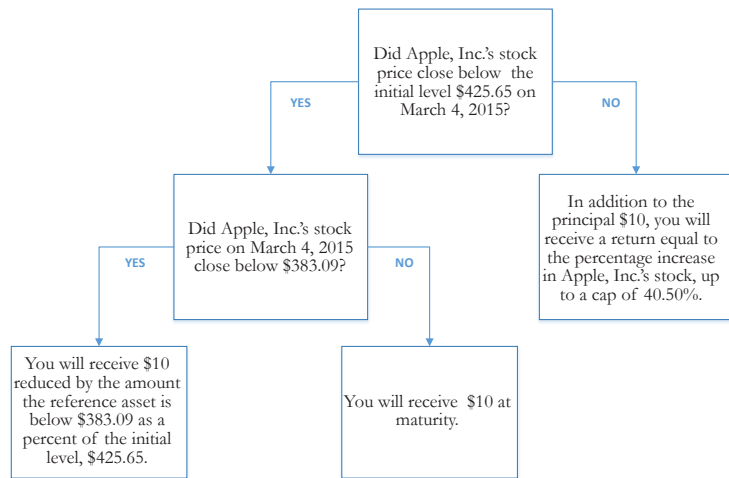 Did Apple, Inc.'s stock
price close below the
initial level $425.65 on
March 4, 2015?
YES
NO
Did Apple, Inc.'s stock
price on March 4, 2015
close below $383.09?
In addition to the
principal $10, you will
receive a return equal to
the percentage increase
in Apple, Inc.'s stock, up
to a cap of 40.50%.
YES
NO
You will receive $10
reduced by the amount
the reference asset is
below $383.09 as a
percent of the initial
level, $425.65.
You will receive $10 at
maturity.